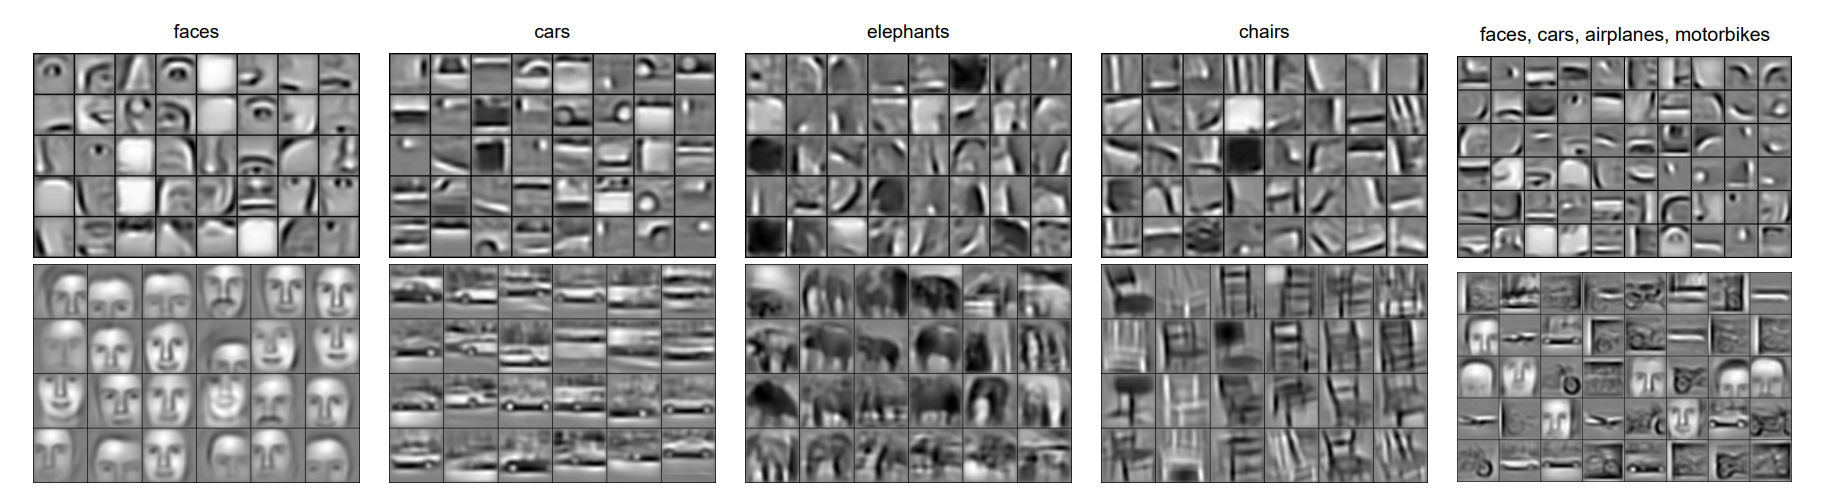 faces
cars
elephants
chairs
faces, cars, airplanes, motorbikes